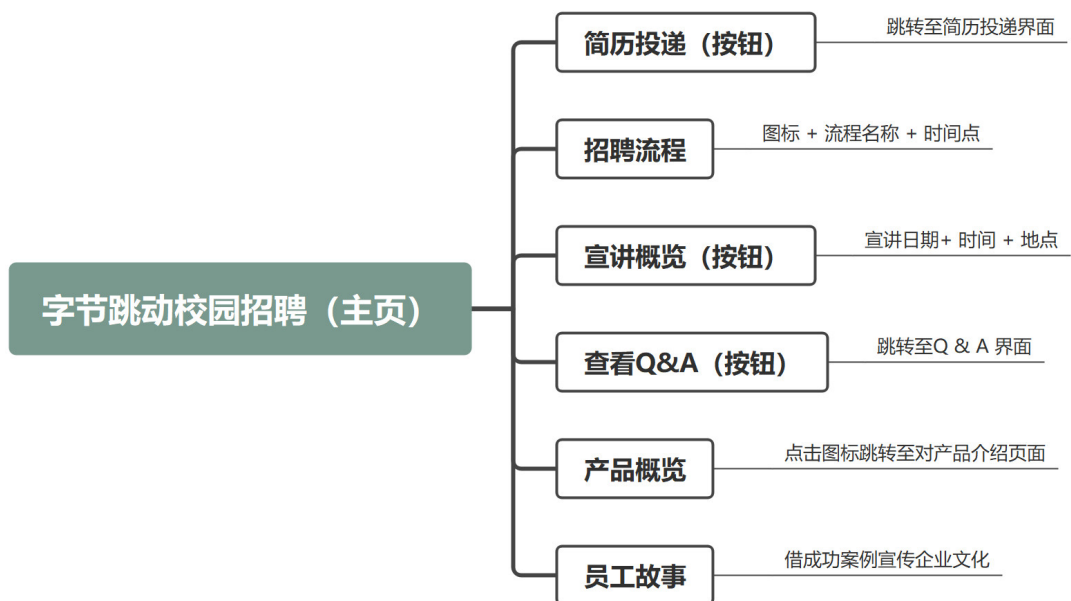 字节跳动校园招聘（主页）
简历投递（按钮）
跳转至简历投递界面
招聘流程
图标 + 流程名称 + 时间点
宣讲概览（按钮）
宣讲日期+ 时间 + 地点
查看Q&A（按钮）
跳转至Q & A 界面
产品概览
点击图标跳转至对产品介绍页面
员工故事
借成功案例宣传企业文化